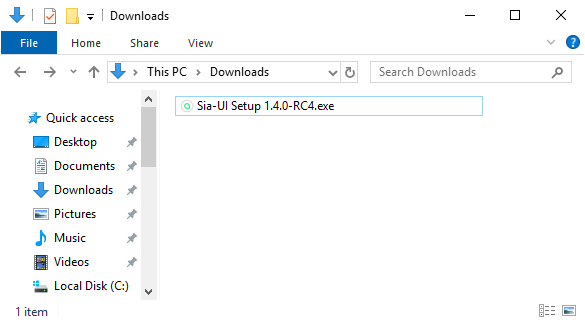 Downloads
File Home Share View
This PC Downloads Search Downloads
Quick access
Sia-UI Setup 1.4.0-RC4.exe
Desktop
Documents
Downloads
Pictures
Music
Videos
Local Disk (C:)
1 item